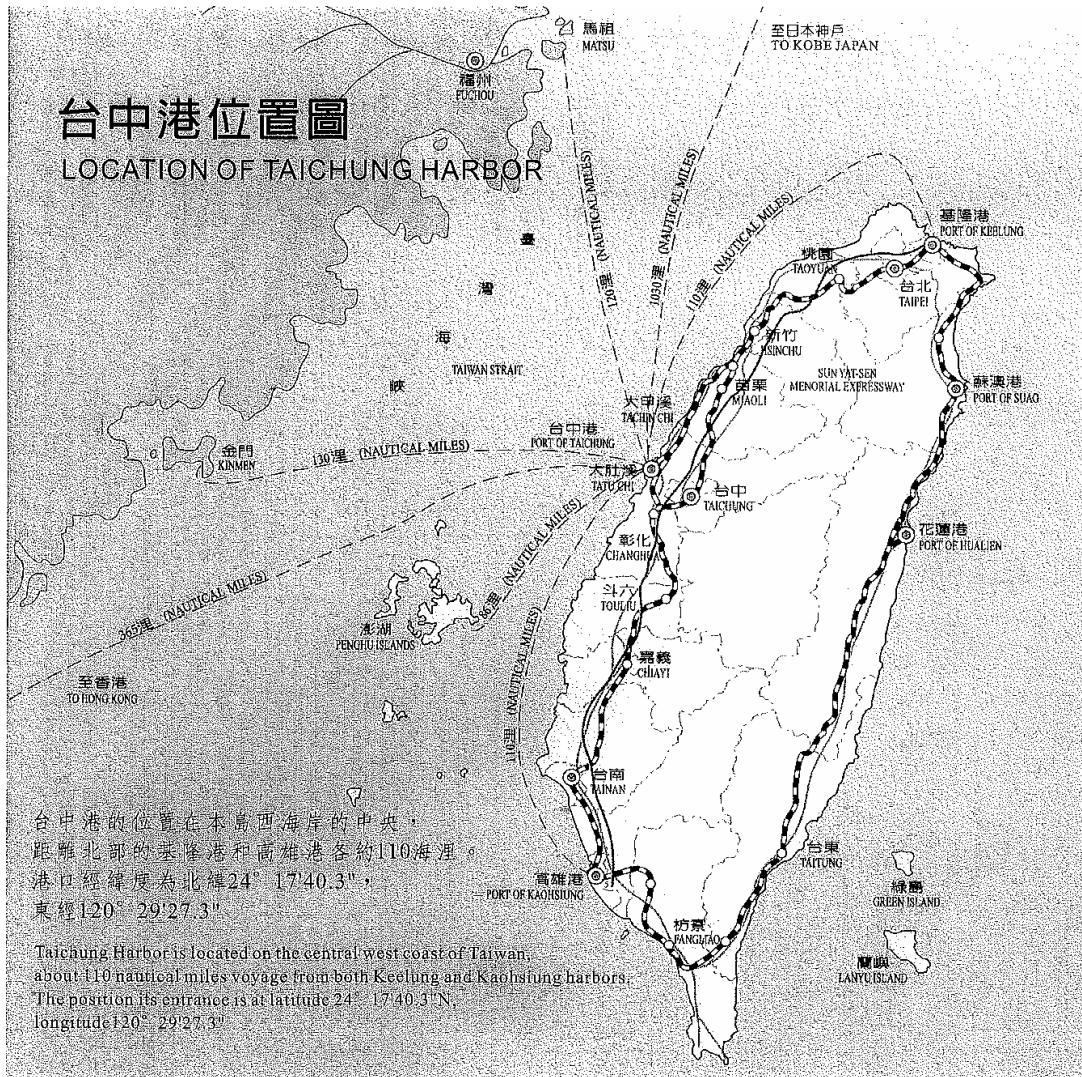 馬祖
MATSU
至日本神戶
TO KOBE JAPAN
福州
FUCHOU
台中港位置圖
LOCATION OF TAICHUNG HARBOR
120浬 (NAUTICAL MILES)
1050浬 (NAUTICAL MILES)
110浬 (NAUTICAL MILES)
基隆港
PORT OF KEELUNG
臺
灣
海
峽
TAIWAN STRAIT
桃園
TAOYUAN
台北
TAIPEI
新竹
HSINCHU
SUN YAT-SEN
MENORIAL EXPRESSWAY
苗栗
MIAOLI
蘇澳港
PORT OF SUAO
大甲溪
TACHIN CHI
台中港
PORT OF TAICHUNG
金門
KINMEN
130浬 (NAUTICAL MILES)
大肚溪
TATU CHI
台中
TAICHUNG
花蓮港
PORT OF HUALIEN
彰化
CHANGHUA
86浬 (NAUTICAL MILES)
365浬 (NAUTICAL MILES)
斗六
TOULIU
澎湖
PENGHU ISLANDS
嘉義
CHIAYI
至香港
TO HONG KONG
110浬 (NAUTICAL MILES)
台南
TAINAN
台中港的位置在本島西海岸的中央，
距離北部的基隆港和高雄港各約110海浬。
港口經緯度為北緯24° 17'40.3"，
東經120° 29'27.3"
高雄港
PORT OF KAOHSIUNG
台東
TAITUNG
綠島
GREEN ISLAND
枋寮
FANGLIAO
蘭嶼
LANYU ISLAND
Taichung Harbor is located on the central west coast of Taiwan,
about 110 nautical miles voyage from both Keelung and Kaohsiung harbors.
The position its entrance is at latitude 24° 17'40.3"N,
longitude120° 29'27.3"